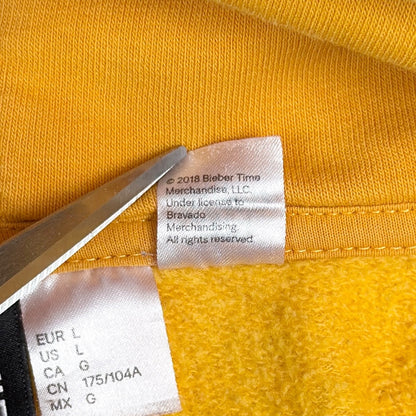 © 2018 Bieber Time
Merchandise, LLC.
Under license to
Bravado
Merchandising.
All rights reserved
EUR L
US L
CA G
CN 175/104A
MX G